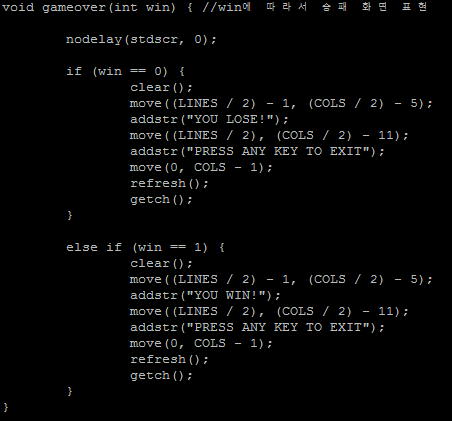 void gameover(int win) { //win에 따라서 승패 화면 표현
nodelay(stdscr, 0);
if (win == 0) {
clear();
move((LINES / 2) - 1, (COLS / 2) - 5);
addstr("YOU LOSE!");
move((LINES / 2), (COLS / 2) - 11);
addstr("PRESS ANY KEY TO EXIT");
move(0, COLS - 1);
refresh();
getch();
}
else if (win == 1) {
clear();
move((LINES / 2) - 1, (COLS / 2) - 5);
addstr("YOU WIN!");
move((LINES / 2), (COLS / 2) - 11);
addstr("PRESS ANY KEY TO EXIT");
move(0, COLS - 1);
refresh();
getch();
}
}